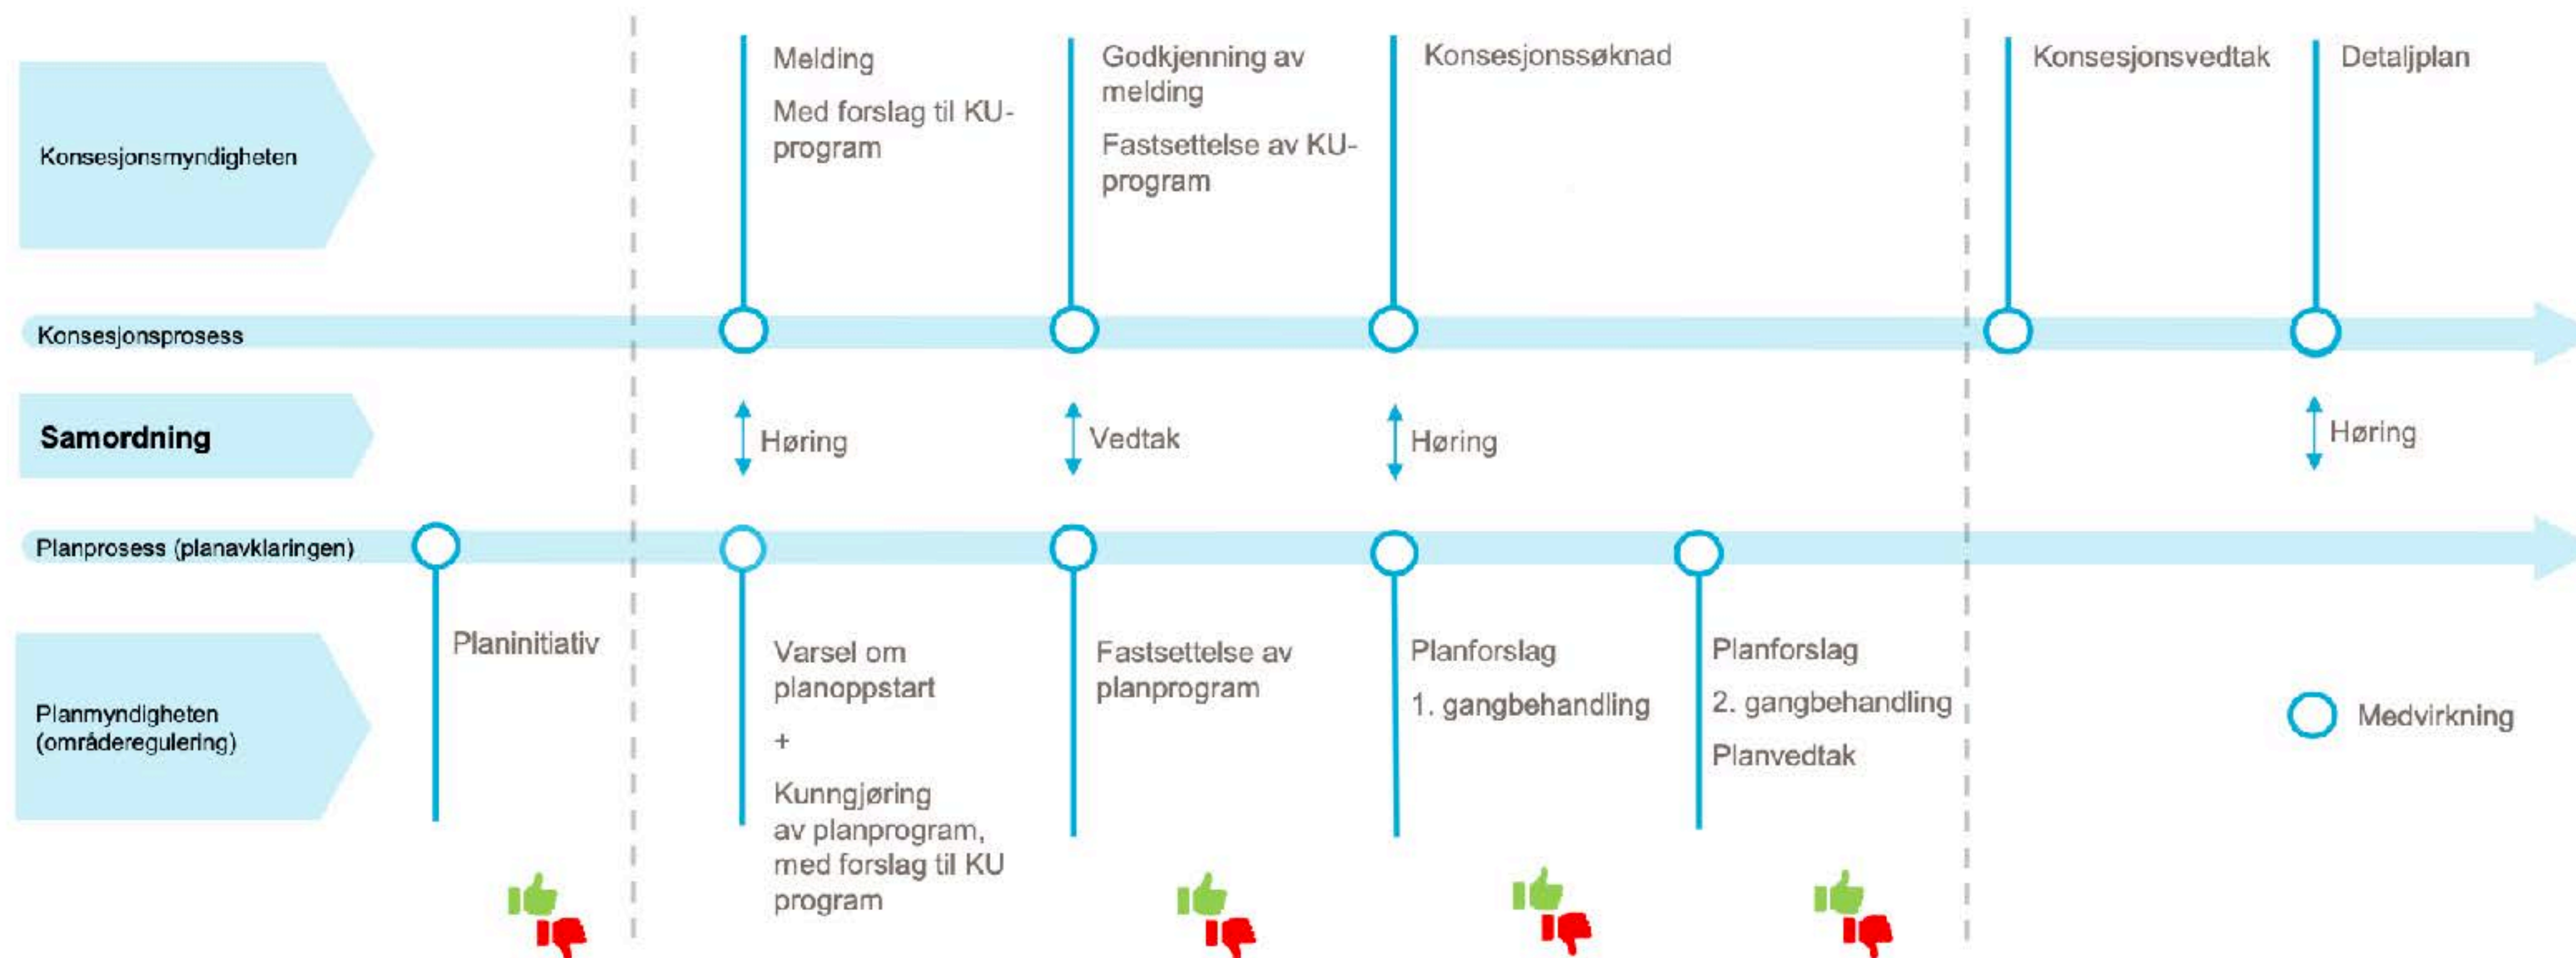 Konsesjonsmyndigheten
Melding
Med forslag til KU-
program
Godkjenning av
melding
Fastsettelse av KU-
program
Konsesjonssøknad
Konsesjonsvedtak
Detaljplan
Konsesjonsprosess
Samordning
Høring
Vedtak
Høring
Høring
Planprosess (planavklaringen)
Planmyndigheten
(områderegulering)
Planinitiativ
Varsel om
planoppstart
+
Kunngjøring
av planprogram,
med forslag til KU
program
Fastsettelse av
planprogram
Planforslag
1. gangbehandling
Planforslag
2. gangbehandling
Planvedtak
Medvirkning